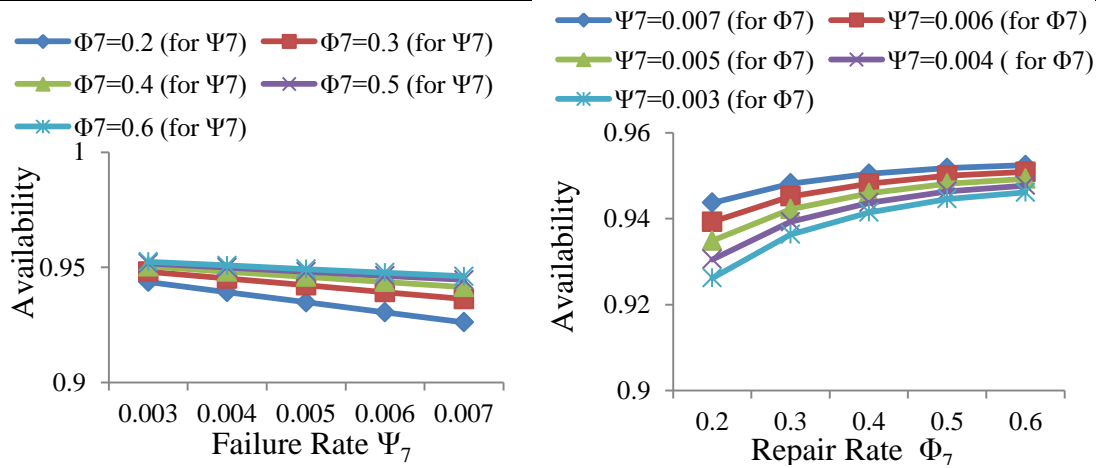 Φ7=0.2 (for Ψ7) Φ7=0.3 (for Ψ7)
Φ7=0.4 (for Ψ7) Φ7=0.5 (for Ψ7)
Φ7=0.6 (for Ψ7)
1
0.95
0.9
Availability
0.003 0.004 0.005 0.006 0.007
Failure Rate Ψ7
Ψ7=0.007 (for Φ7) Ψ7=0.006 (for Φ7)
Ψ7=0.005 (for Φ7) Ψ7=0.004 ( for Φ7)
Ψ7=0.003 (for Φ7)
0.96
0.94
0.92
0.9
Availability
0.2 0.3 0.4 0.5 0.6
Repair Rate Φ7